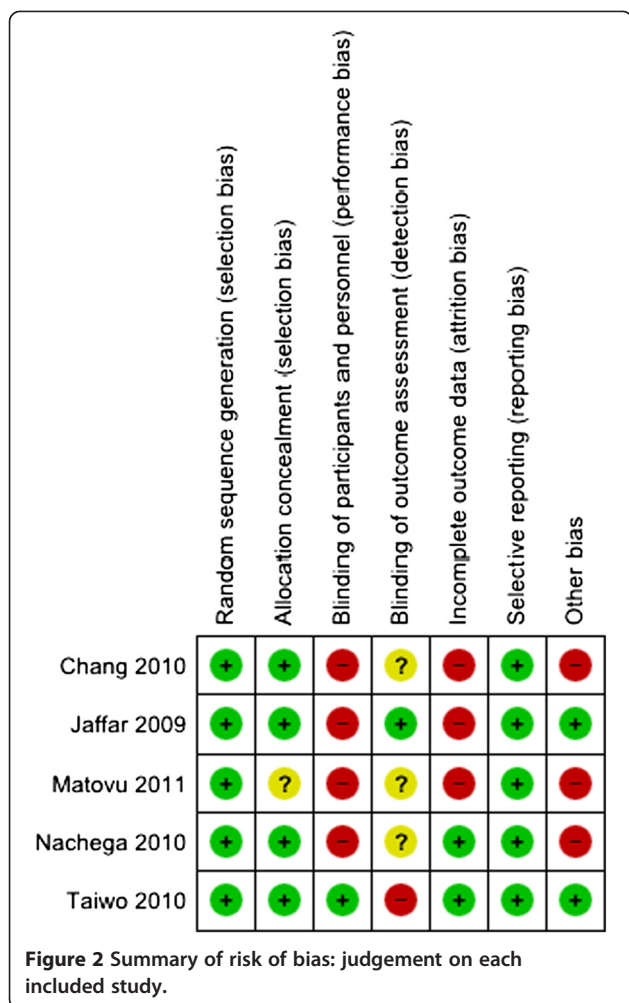 Random sequence generation (selection bias)
Allocation concealment (selection bias)
Blinding of participants and personnel (performance bias)
Blinding of outcome assessment (detection bias)
Incomplete outcome data (attrition bias)
Selective reporting (reporting bias)
Other bias
Chang 2010 + + − ? − + −
Jaffar 2009 + + − + − + +
Matovu 2011 + ? − ? − + −
Nachega 2010 + + − ? + + −
Taiwo 2010 + + + − + + +
Figure 2 Summary of risk of bias: judgement on each
included study.